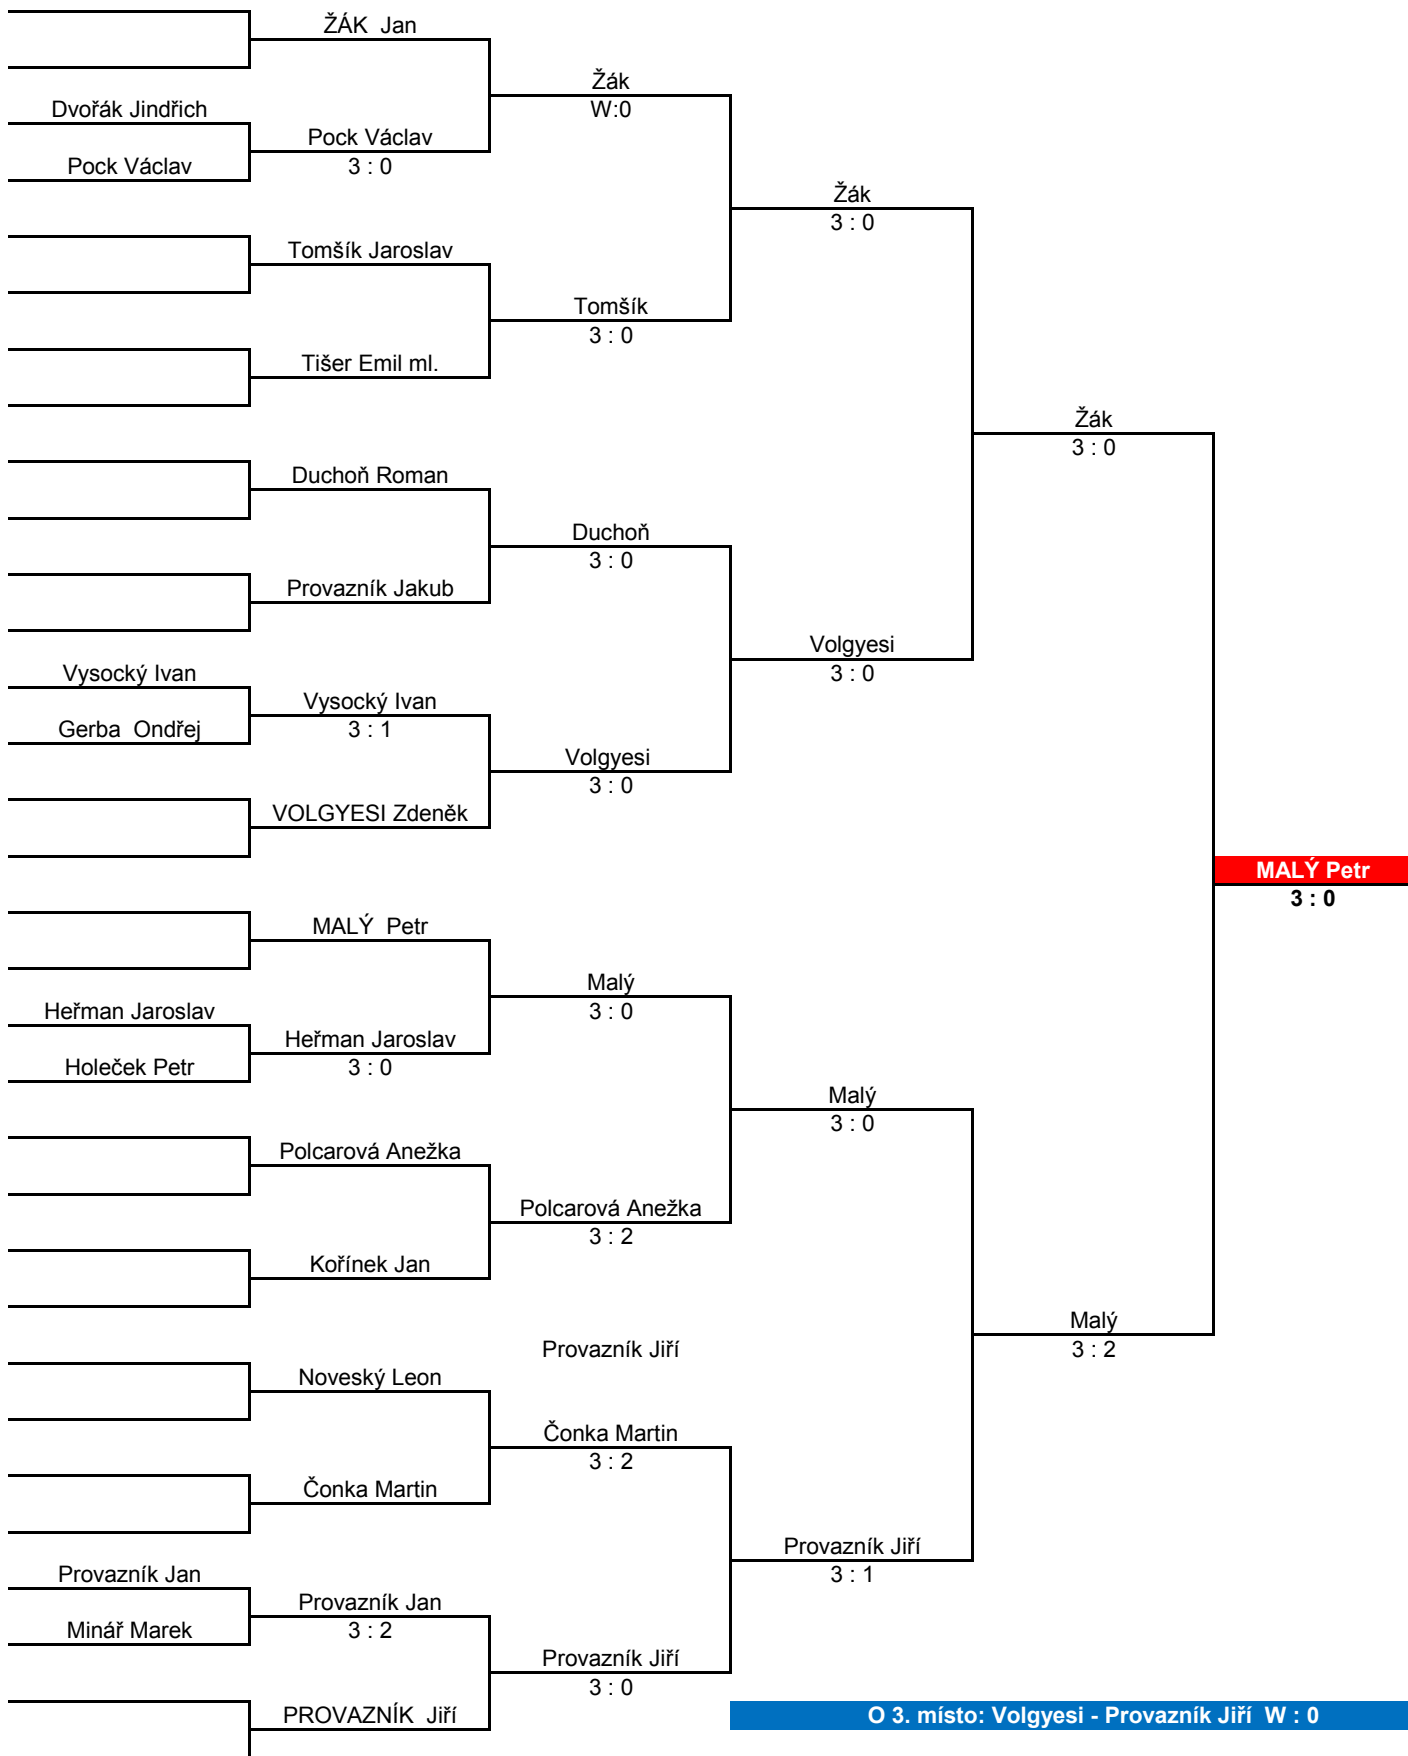 ŽÁK  Jan
Žák
Dvořák Jindřich
W:0
Pock Václav
Pock Václav
3 : 0
Žák
3 : 0
Tomšík Jaroslav
Tomšík
3 : 0
Tišer Emil ml.
Žák
3 : 0
Duchoň Roman
Duchoň
3 : 0
Provazník Jakub
Volgyesi
Vysocký Ivan
3 : 0
Vysocký Ivan
Gerba  Ondřej
3 : 1
Volgyesi
3 : 0
VOLGYESI Zdeněk
MALÝ Petr
3 : 0
MALÝ  Petr
Malý
Heřman Jaroslav
3 : 0
Heřman Jaroslav
Holeček Petr
3 : 0
Malý
3 : 0
Polcarová Anežka
Polcarová Anežka
3 : 2
Kořínek Jan
Malý
Provazník Jiří
3 : 2
Noveský Leon
Čonka Martin
3 : 2
Čonka Martin
Provazník Jiří
Provazník Jan
3 : 1
Provazník Jan
Minář Marek
3 : 2
Provazník Jiří
3 : 0
PROVAZNÍK  Jiří
O 3. místo: Volgyesi - Provazník Jiří  W : 0